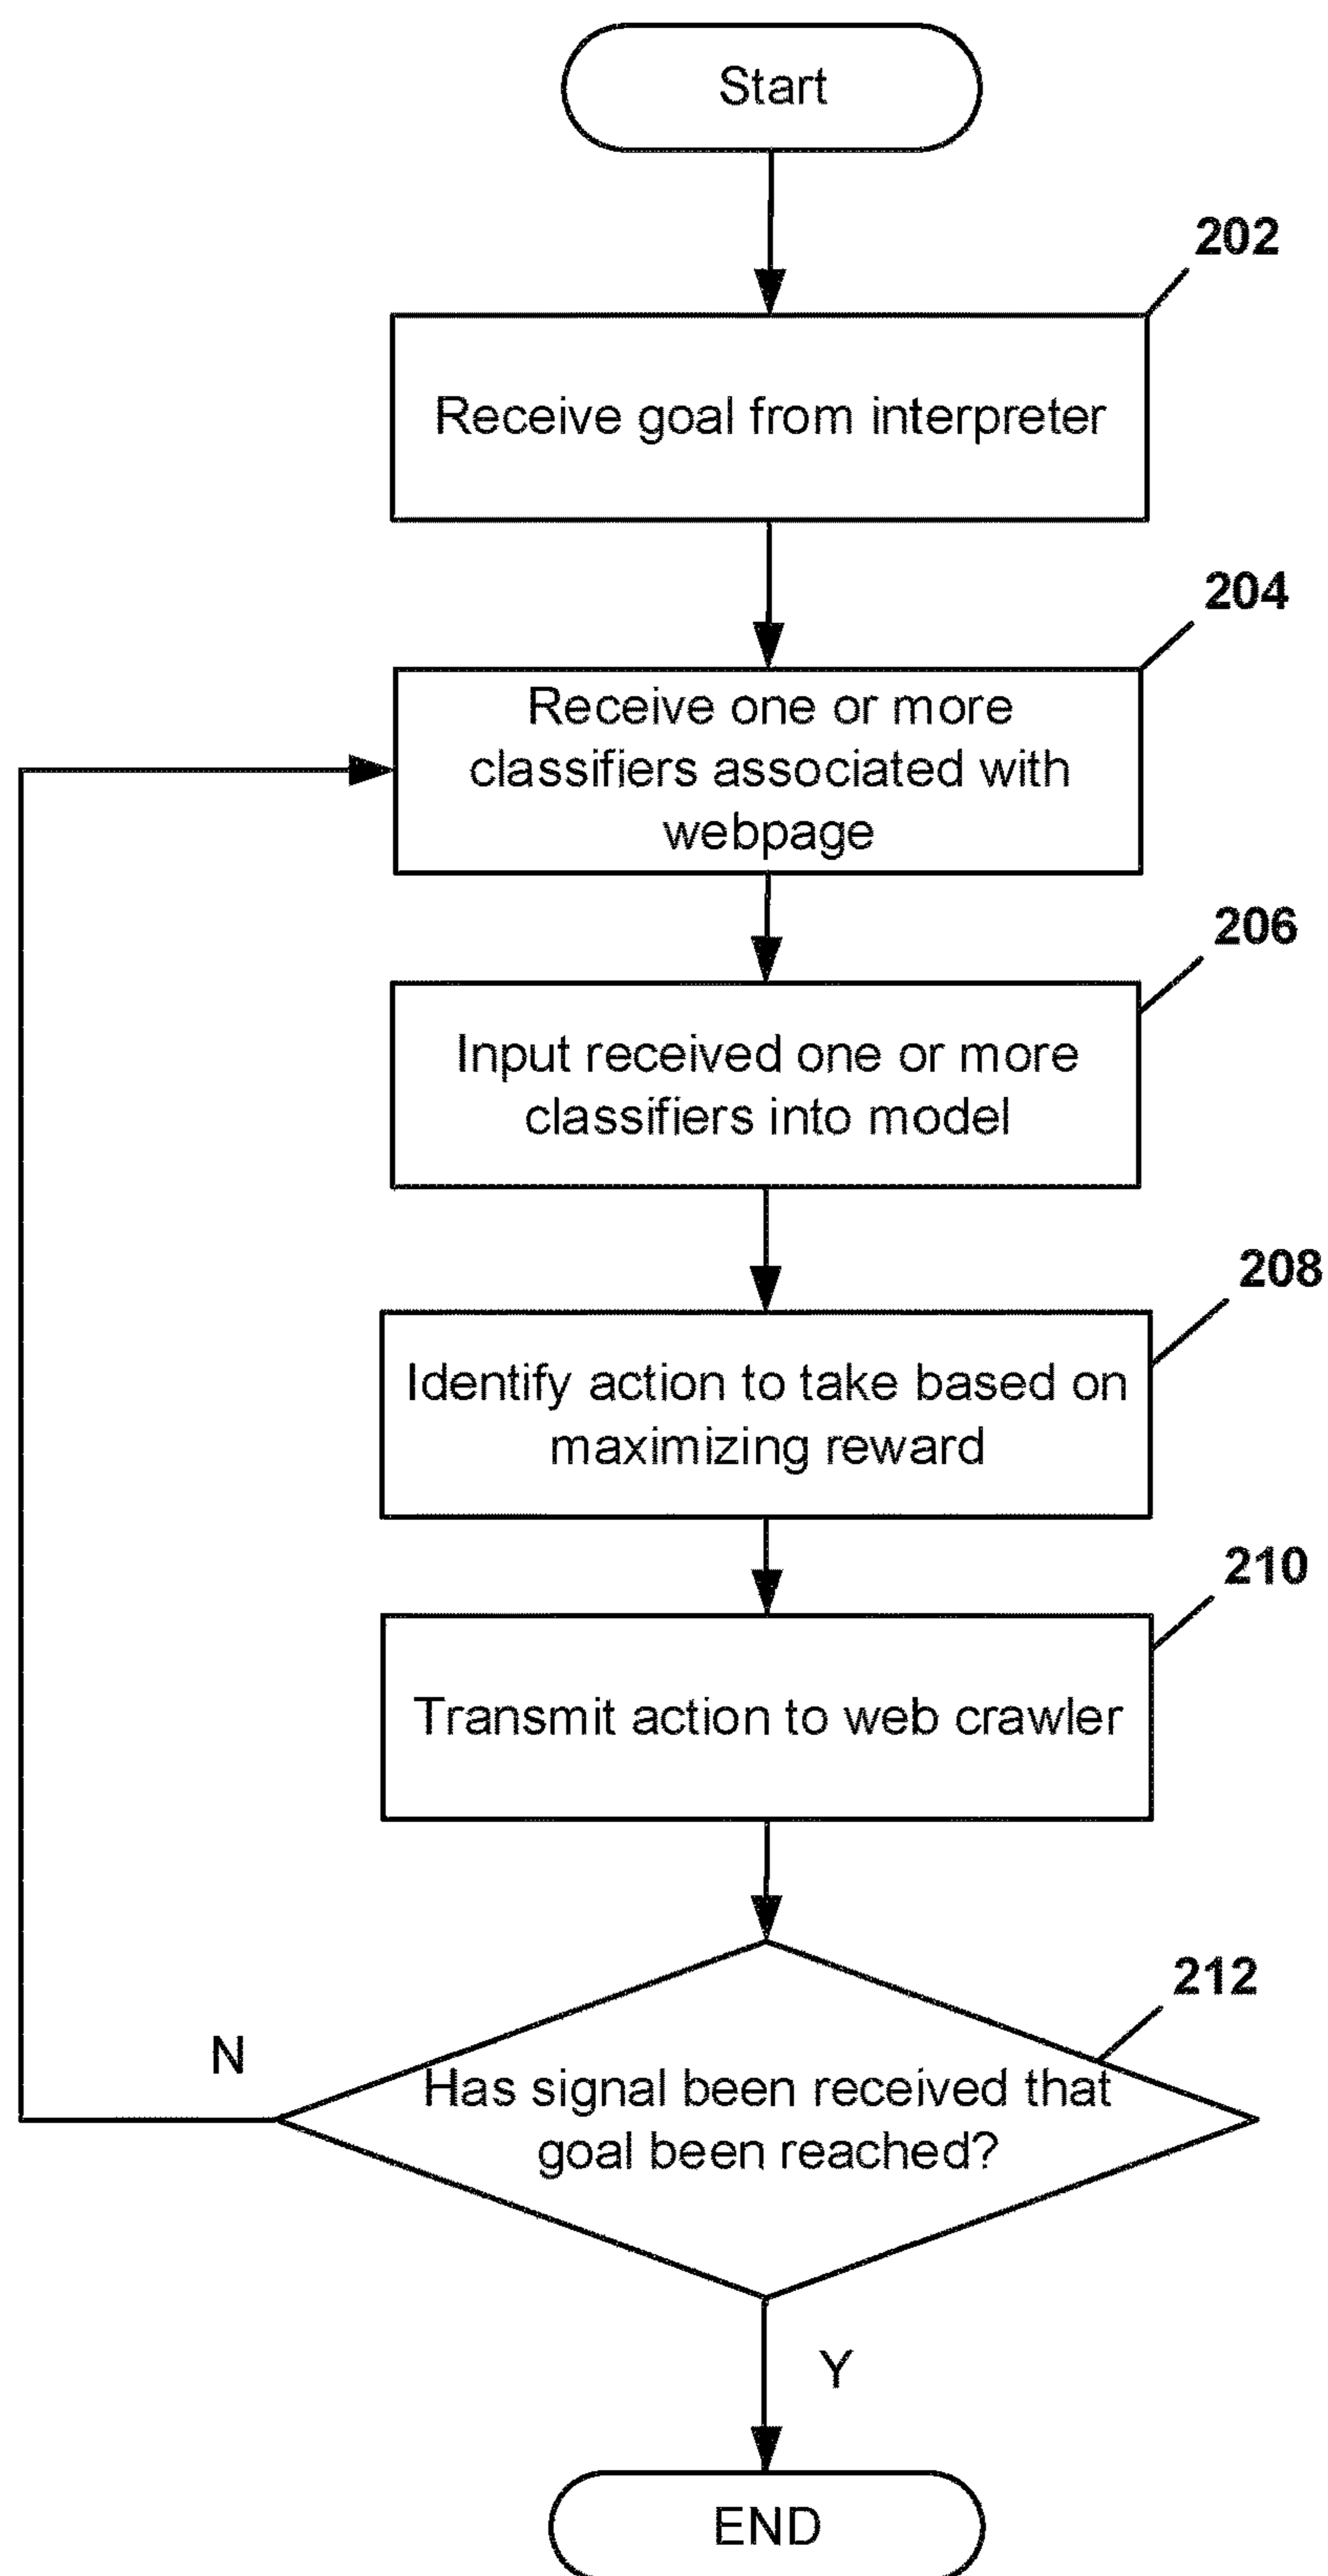 Start
202
Receive goal from interpreter
204
Receive one or more
classifiers associated with
webpage
206
Input received one or more
classifiers into model
208
Identify action to take based on
maximizing reward
210
Transmit action to web crawler
212
N
Has signal been received that
goal been reached?
Y
END